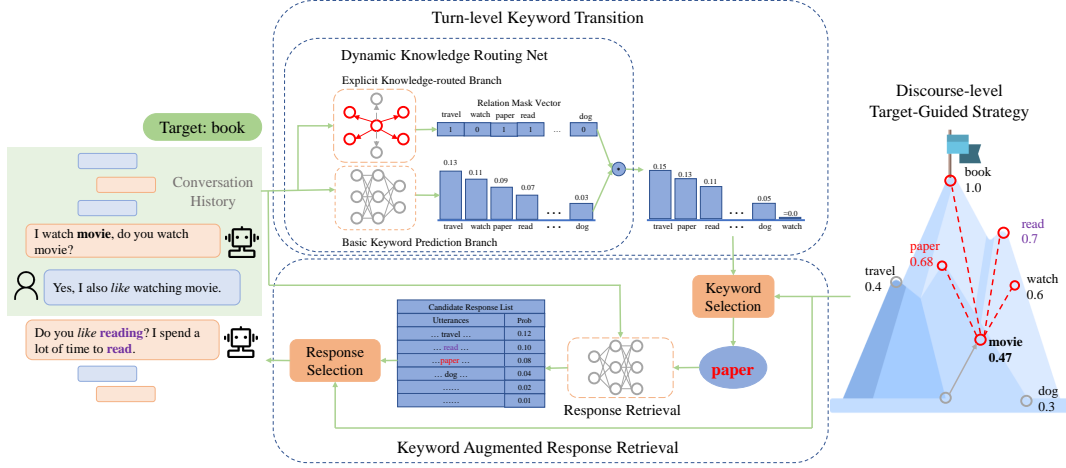 Turn-level Keyword Transition
Dynamic Knowledge Routing Net
Explicit Knowledge-routed Branch
Relation Mask Vector
travel watch paper read dog
1 0 1 1 ... 0
0.13
0.11
0.09
0.07
0.03
...
travel watch paper read ... dog
Basic Keyword Prediction Branch
0.15
0.13
0.11
0.05
=0.0
...
travel paper read ... dog watch
Target: book
Conversation
History
I watch movie, do you watch
movie?
Yes, I also like watching movie.
Do you like reading? I spend a
lot of time to read.
Keyword
Selection
paper
Response Retrieval
Candidate Response List
Utterances Prob
... travel ... 0.12
... read ... 0.10
...paper ... 0.08
... dog ... 0.04
...... 0.02
...... 0.01
Response
Selection
Keyword Augmented Response Retrieval
Discourse-level
Target-Guided Strategy
book
1.0
read
0.7
paper
0.68
travel
0.4
watch
0.6
movie
0.47
dog
0.3